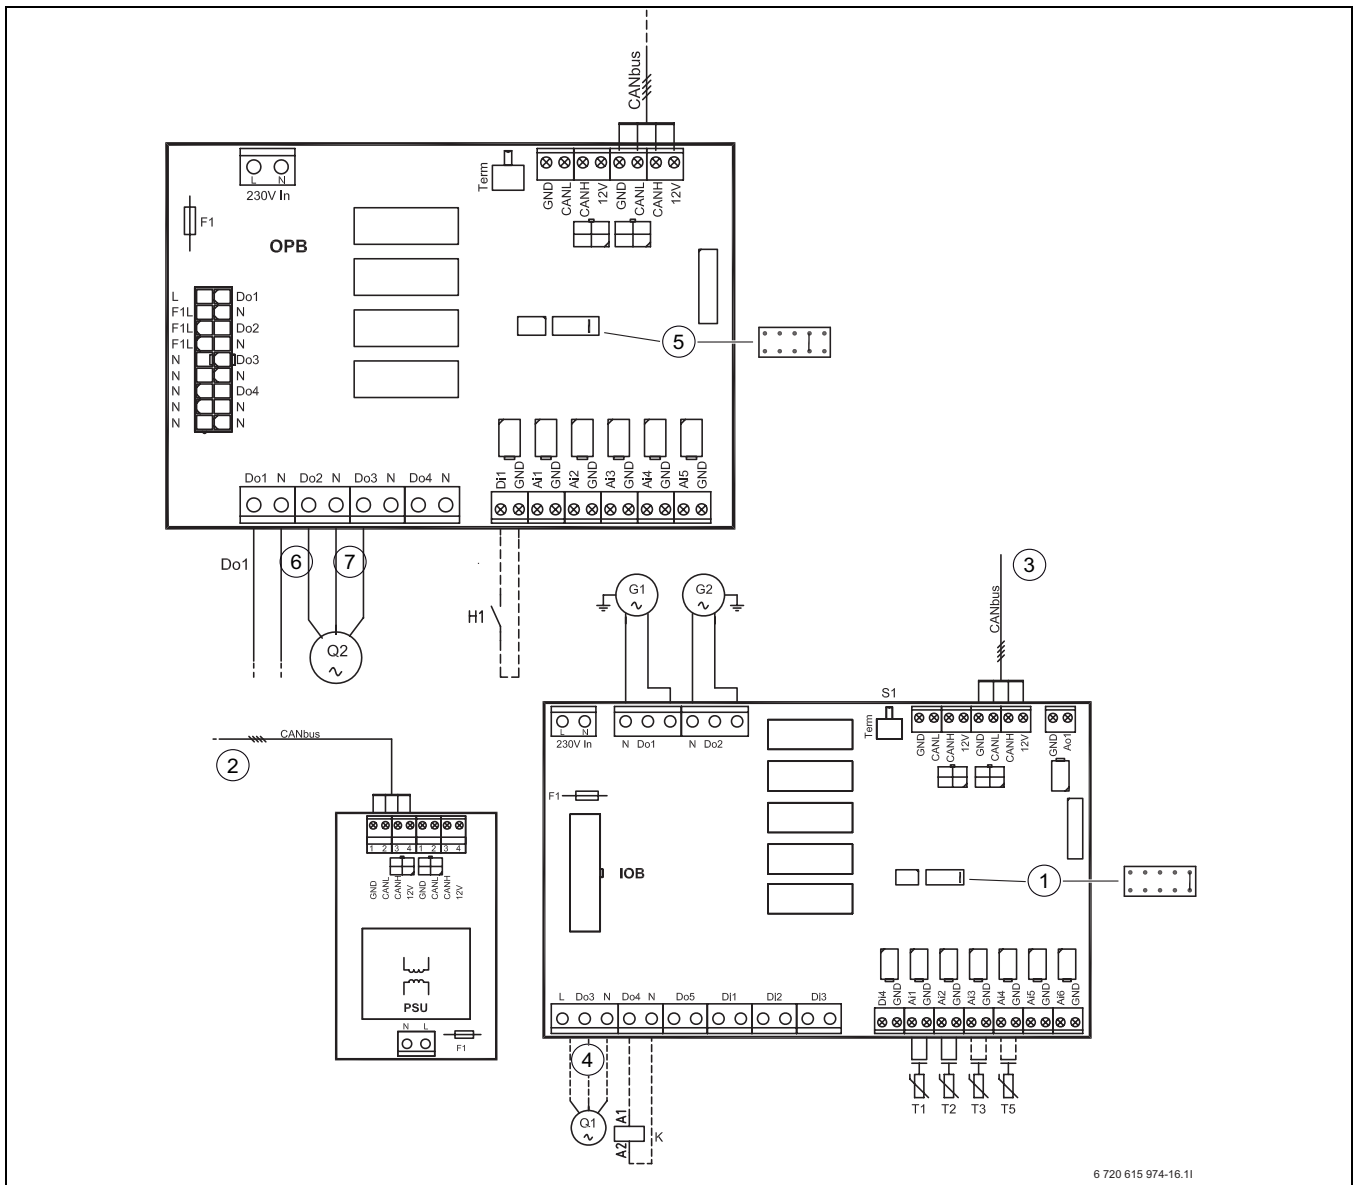 CANbus
Term
GND CANL CANH 12V GND CANL CANH 12V
L N
230V In
F1
OPB
L Do1
F1L N
F1L Do2
F1L N
N Do3
N N
N Do4
N N
N N
5
Do1 N Do2 N Do3 N Do4 N
Di1 GND Ai1 GND Ai2 GND Ai3 GND Ai4 GND Ai5 GND
Do1
6
7
Q2
H1
G1
G2
3
CANbus
2
CANbus
S1
Term
L N
230V In
N Do1
N Do2
GND CANL CANH 12V GND CANL CANH 12V
GND Ao1
F1
IOB
1
1 2 3 4 1 2 3 4
GND CANL CANH 12V GND CANL CANH 12V
PSU
N L
F1
L Do3 N Do4 N Do5 DI1 DI2 DI3
Di4 GND Ai1 GND Ai2 GND Ai3 GND Ai4 GND Ai5 GND Ai6 GND
4
Q1
A1
A2
K
T1 T2 T3 T5
6 720 615 974-16.1I